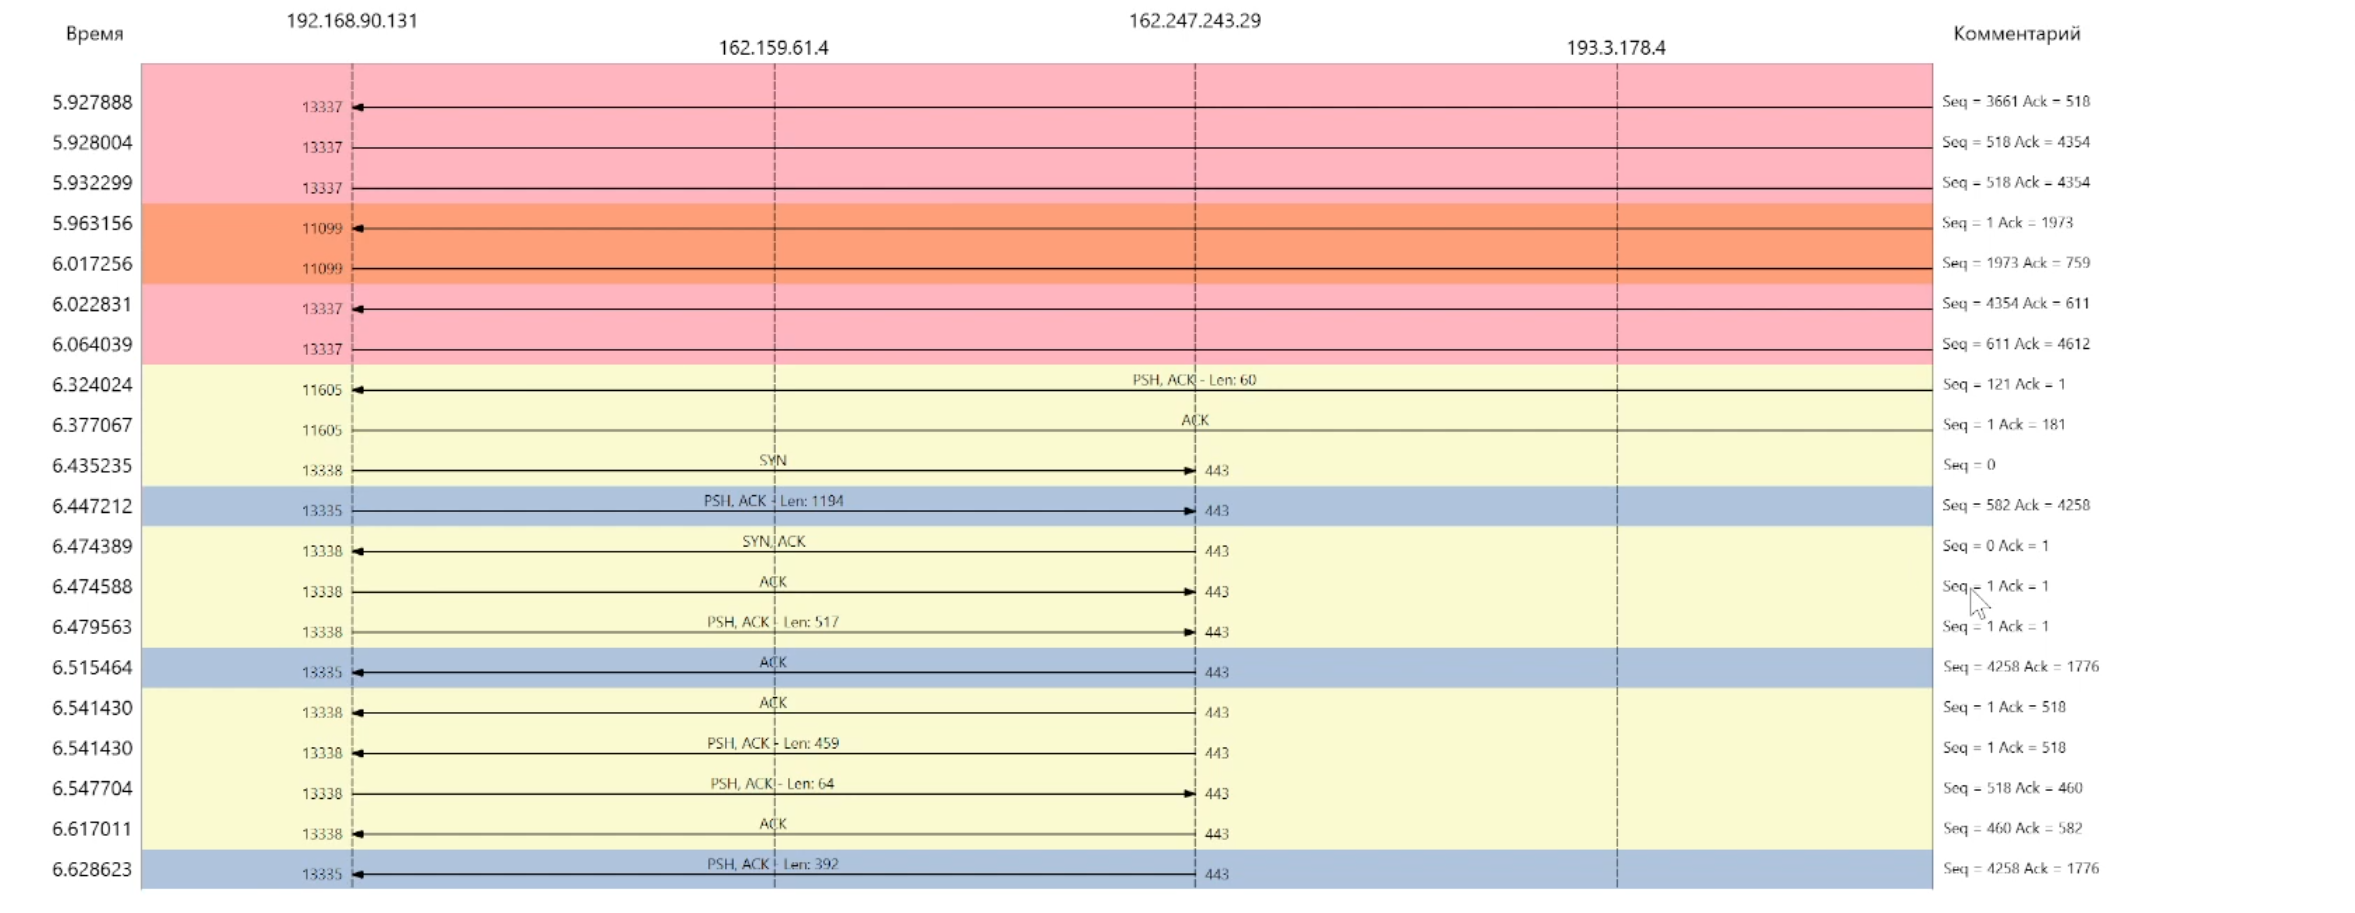 192.168.90.131 162.247.243.29
Время Комментарий
162.159.61.4 193.3.178.4
5.927888 13337 Seq = 3661 Ack = 518
5.928004 13337 Seq = 518 Ack = 4354
5.932299 13337 Seq = 518 Ack = 4354
5.963156 11099 Seq = 1 Ack = 1973
6.017256 11099 Seq = 1973 Ack = 759
6.022831 13337 Seq = 4354 Ack = 611
6.064039 13337 Seq = 611 Ack = 4612
6.324024 11605 PSH, ACK - Len: 60 Seq = 121 Ack = 1
6.377067 11605 ACK Seq = 1 Ack = 181
6.435235 13338 SYN 443 Seq = 0
6.447212 13335 PSH, ACK - Len: 1194 443 Seq = 582 Ack = 4258
6.474389 13338 SYN, ACK 443 Seq = 0 Ack = 1
6.474588 13338 ACK 443 Seq = 1 Ack = 1
6.479563 13338 PSH, ACK - Len: 517 443 Seq = 1 Ack = 1
6.515464 13335 ACK 443 Seq = 4258 Ack = 1776
6.541430 13338 ACK 443 Seq = 1 Ack = 518
6.541430 13338 PSH, ACK - Len: 459 443 Seq = 1 Ack = 518
6.547704 13338 PSH, ACK - Len: 64 443 Seq = 518 Ack = 460
6.617011 13338 ACK 443 Seq = 460 Ack = 582
6.628623 13335 PSH, ACK - Len: 392 443 Seq = 4258 Ack = 1776